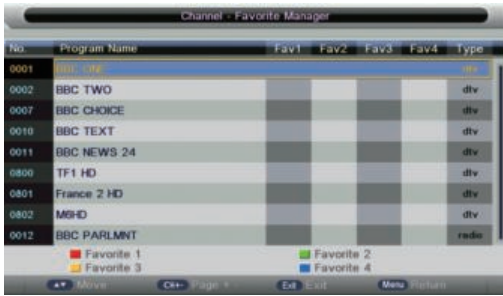 Channel - Favorite Manager
No. Program Name Fav1 Fav2 Fav3 Fav4 Type
0001 BBC ONE dtv
0002 BBC TWO dtv
0007 BBC CHOICE dtv
0010 BBC TEXT dtv
0011 BBC NEWS 24 dtv
0800 TF1 HD dtv
0801 France 2 HD dtv
0802 M6HD dtv
0012 BBC PARLMNT radio
Favorite 1 Favorite 2
Favorite 3 Favorite 4
Move CH+- Page + Exit Exit Menu Return